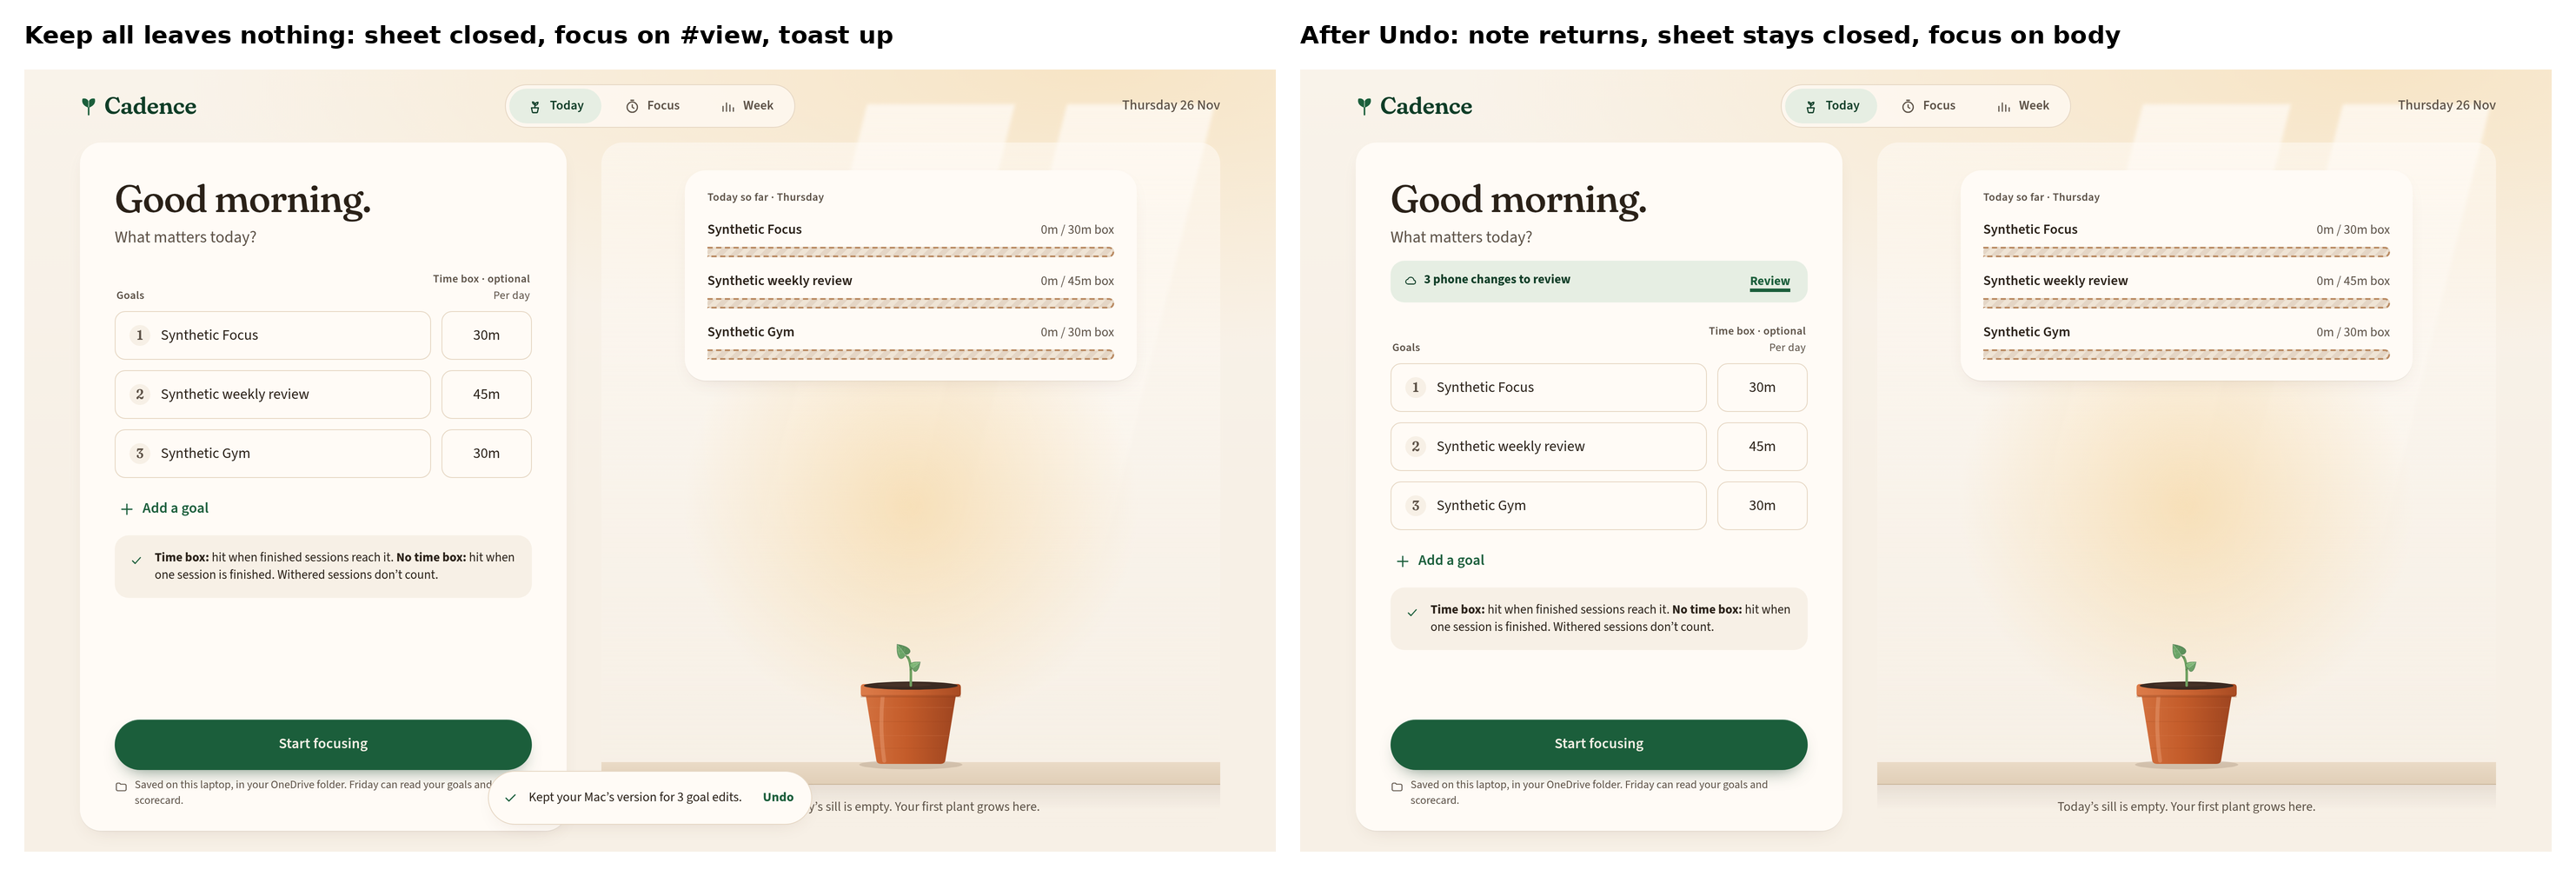 Keep all leaves nothing: sheet closed, focus on #view, toast up
Cadence
Today
Focus
Week
Thursday 26 Nov
Good morning.
What matters today?
Time box · optional
Goals
Per day
1 Synthetic Focus 30m
2 Synthetic weekly review 45m
3 Synthetic Gym 30m
Add a goal
Time box: hit when finished sessions reach it. No time box: hit when
one session is finished. Withered sessions don’t count.
Start focusing
Saved on this laptop, in your OneDrive folder. Friday can read your goals and
scorecard.
Today so far · Thursday
Synthetic Focus 0m / 30m box
Synthetic weekly review 0m / 45m box
Synthetic Gym 0m / 30m box
Kept your Mac’s version for 3 goal edits. Undo
y’s sill is empty. Your first plant grows here.
After Undo: note returns, sheet stays closed, focus on body
Cadence
Today
Focus
Week
Thursday 26 Nov
Good morning.
What matters today?
3 phone changes to review Review
Time box · optional
Goals
Per day
1 Synthetic Focus 30m
2 Synthetic weekly review 45m
3 Synthetic Gym 30m
Add a goal
Time box: hit when finished sessions reach it. No time box: hit when
one session is finished. Withered sessions don’t count.
Start focusing
Saved on this laptop, in your OneDrive folder. Friday can read your goals and
scorecard.
Today so far · Thursday
Synthetic Focus 0m / 30m box
Synthetic weekly review 0m / 45m box
Synthetic Gym 0m / 30m box
Today’s sill is empty. Your first plant grows here.